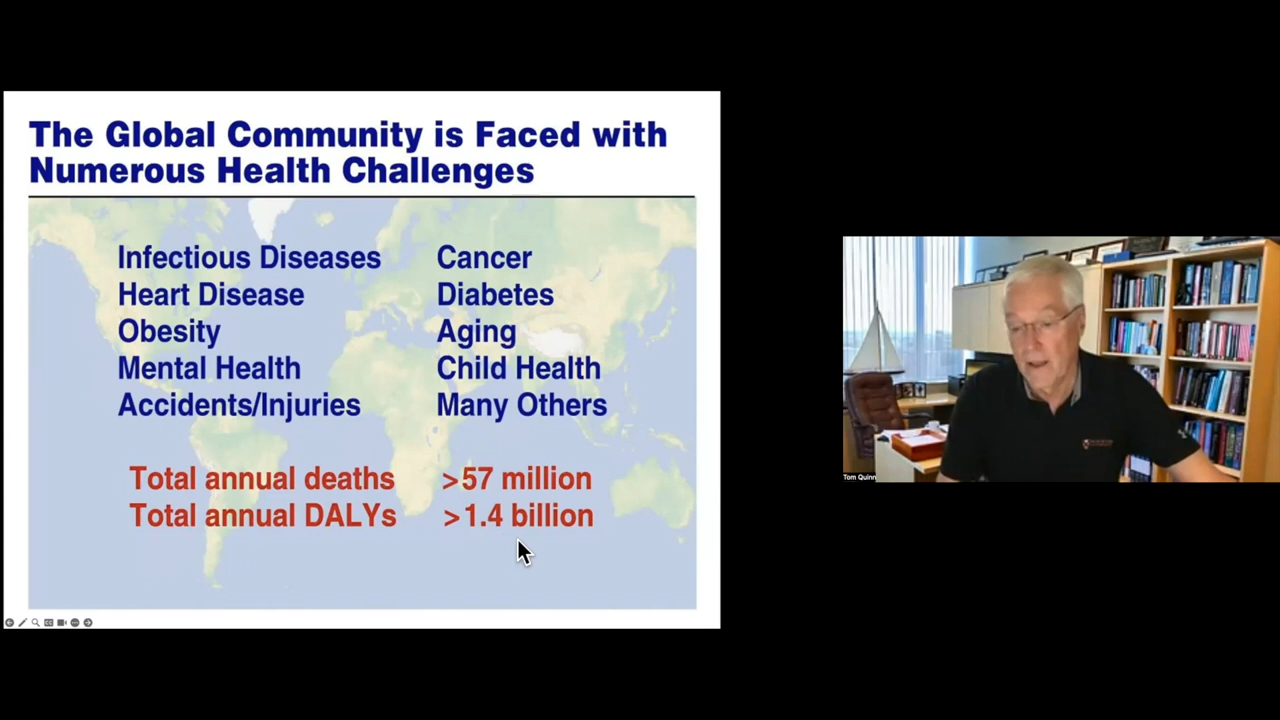 The Global Community is Faced with
Numerous Health Challenges
Infectious Diseases
Heart Disease
Obesity
Mental Health
Accidents/Injuries
Cancer
Diabetes
Aging
Child Health
Many Others
Total annual deaths >57 million
Total annual DALYs >1.4 billion
Tom Quinn